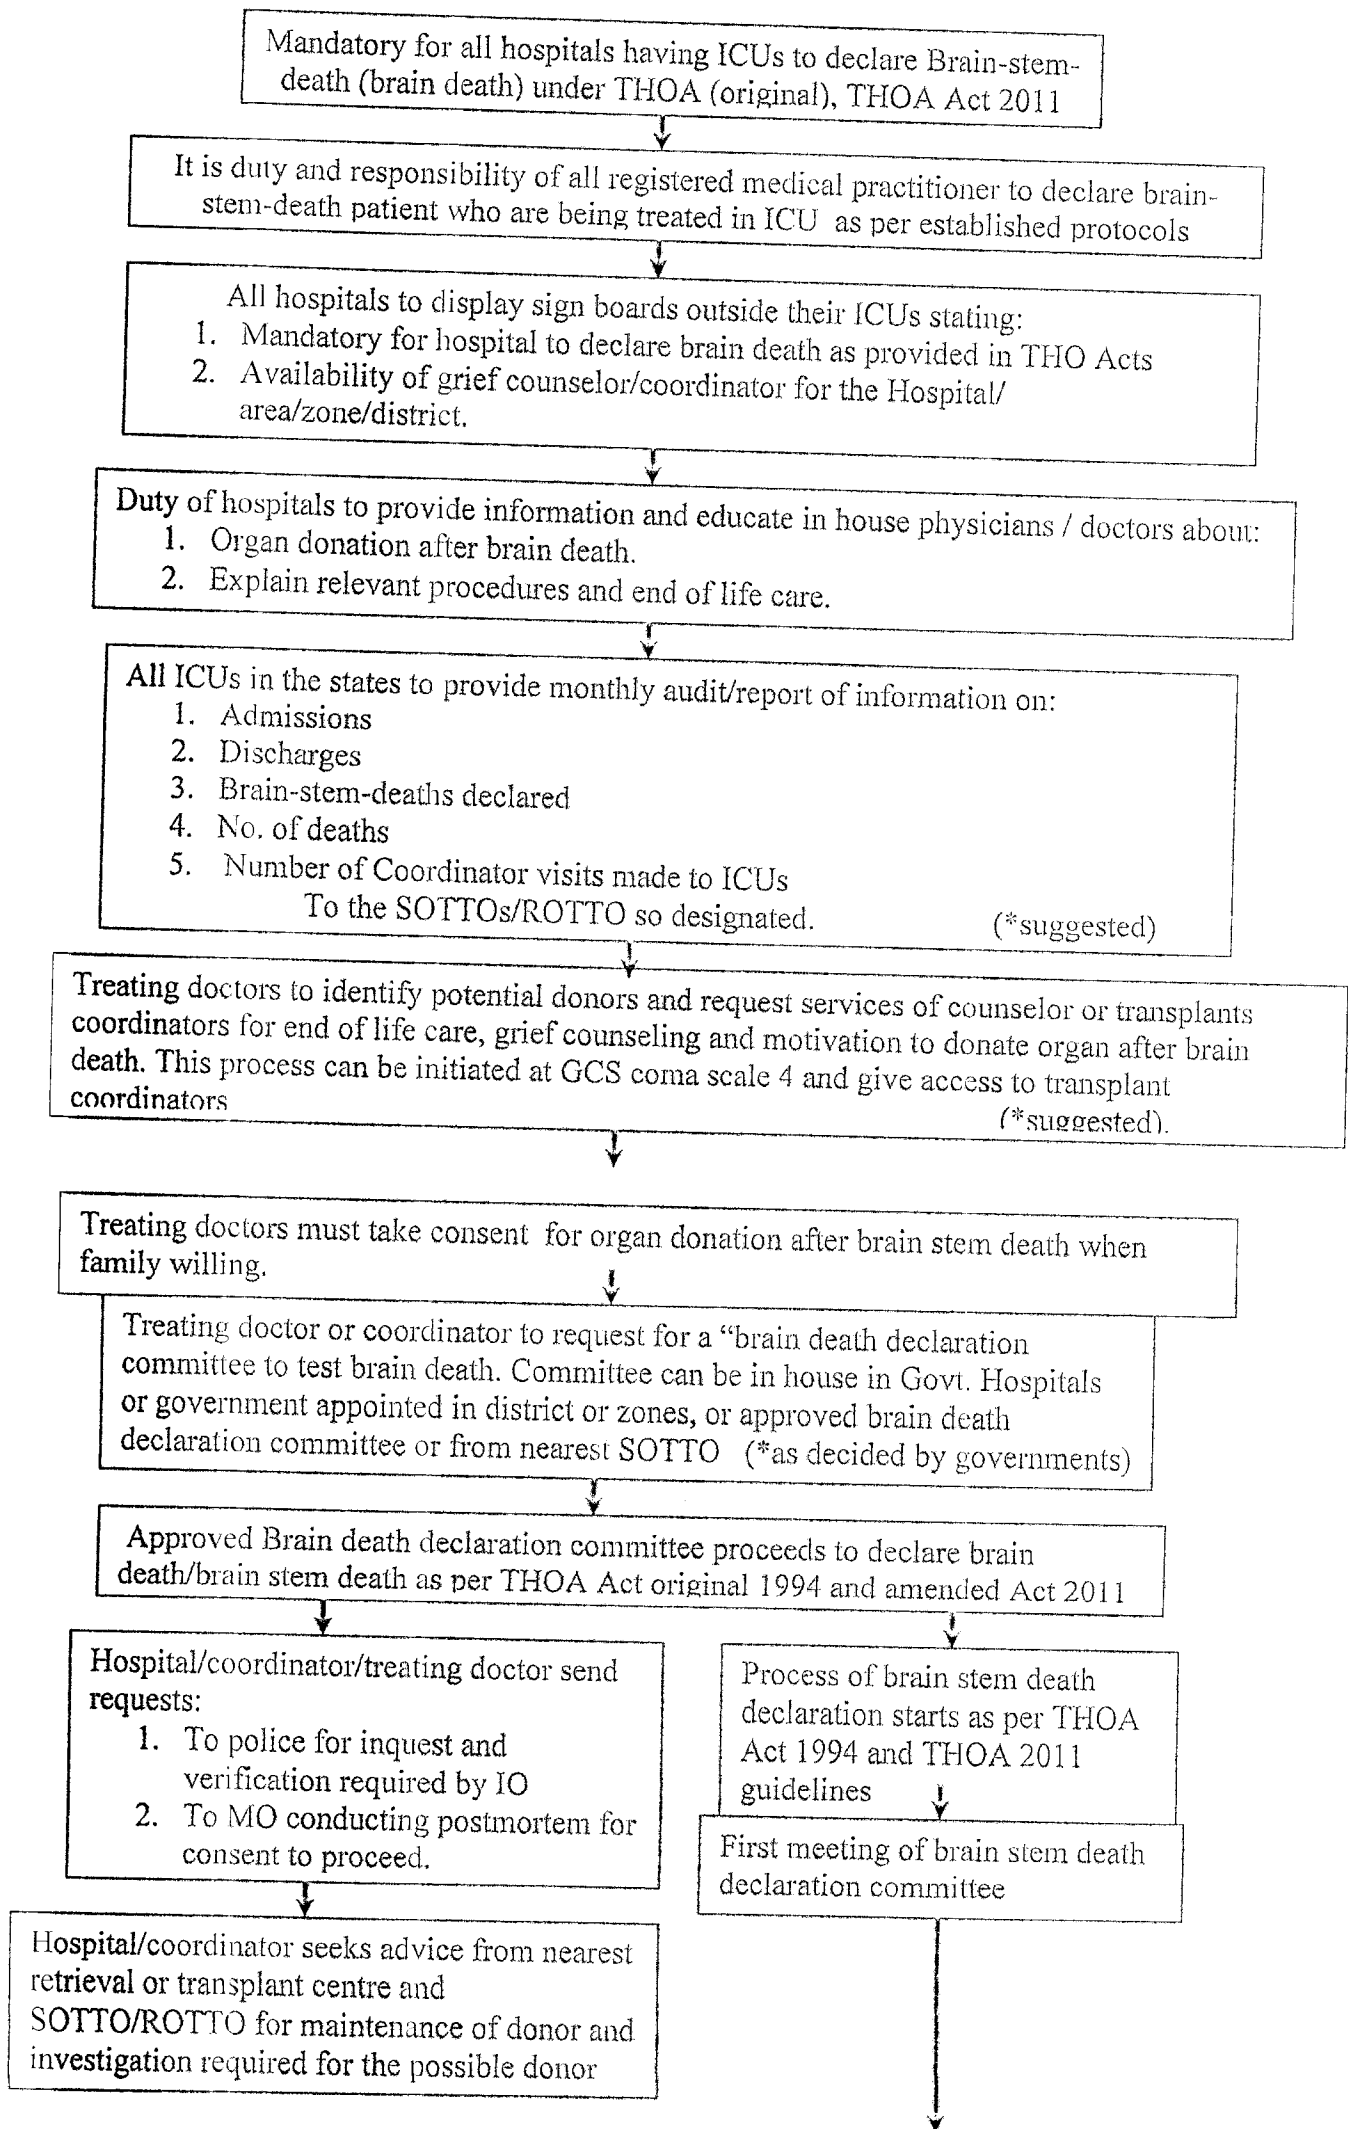 Mandatory for all hospitals having ICUs to declare Brain-stem-
death (brain death) under THOA (original), THOA Act 2011
It is duty and responsibility of all registered medical practitioner to declare brain-
stem-death patient who are being treated in ICU as per established protocols
All hospitals to display sign boards outside their ICUs stating:
1. Mandatory for hospital to declare brain death as provided in THO Acts
2. Availability of grief counselor/coordinator for the Hospital/
area/zone/district.
Duty of hospitals to provide information and educate in house physicians / doctors about:
1. Organ donation after brain death.
2. Explain relevant procedures and end of life care.
All ICUs in the states to provide monthly audit/report of information on:
1. Admissions
2. Discharges
3. Brain-stem-deaths declared
4. No. of deaths
5. Number of Coordinator visits made to ICUs
To the SOTTOs/ROTTO so designated. (*suggested)
Treating doctors to identify potential donors and request services of counselor or transplants
coordinators for end of life care, grief counseling and motivation to donate organ after brain
death. This process can be initiated at GCS coma scale 4 and give access to transplant
coordinators (*suggested).
Treating doctors must take consent for organ donation after brain stem death when
family willing.
Treating doctor or coordinator to request for a “brain death declaration
committee to test brain death. Committee can be in house in Govt. Hospitals
or government appointed in district or zones, or approved brain death
declaration committee or from nearest SOTTO (*as decided by governments)
Approved Brain death declaration committee proceeds to declare brain
death/brain stem death as per THOA Act original 1994 and amended Act 2011
Hospital/coordinator/treating doctor send
requests:
1. To police for inquest and
verification required by IO
2. To MO conducting postmortem for
consent to proceed.
Hospital/coordinator seeks advice from nearest
retrieval or transplant centre and
SOTTO/ROTTO for maintenance of donor and
investigation required for the possible donor
Process of brain stem death
declaration starts as per THOA
Act 1994 and THOA 2011
guidelines
First meeting of brain stem death
declaration committee